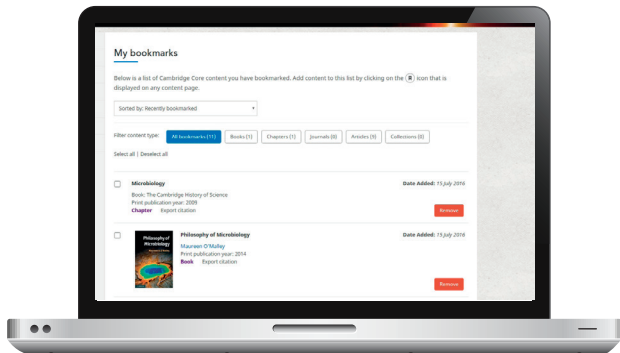 My bookmarks
Below is a list of Cambridge Core content you have bookmarked. Add content to this list by clicking on the icon that is
displayed on any content page.
Sorted by: Recently bookmarked
Filter content type: All bookmarks (11) Books (1) Chapters (1) Journals (0) Articles (9) Collections (0)
Select all | Deselect all
Microbiology Date Added: 15 July 2016
Book: The Cambridge History of Science
Print publication year: 2009
Chapter Export citation
Remove
Philosophy of Microbiology Date Added: 15 July 2016
Philosophy of
Microbiology
Maureen O'Malley
Print publication year: 2014
Book Export citation
Remove